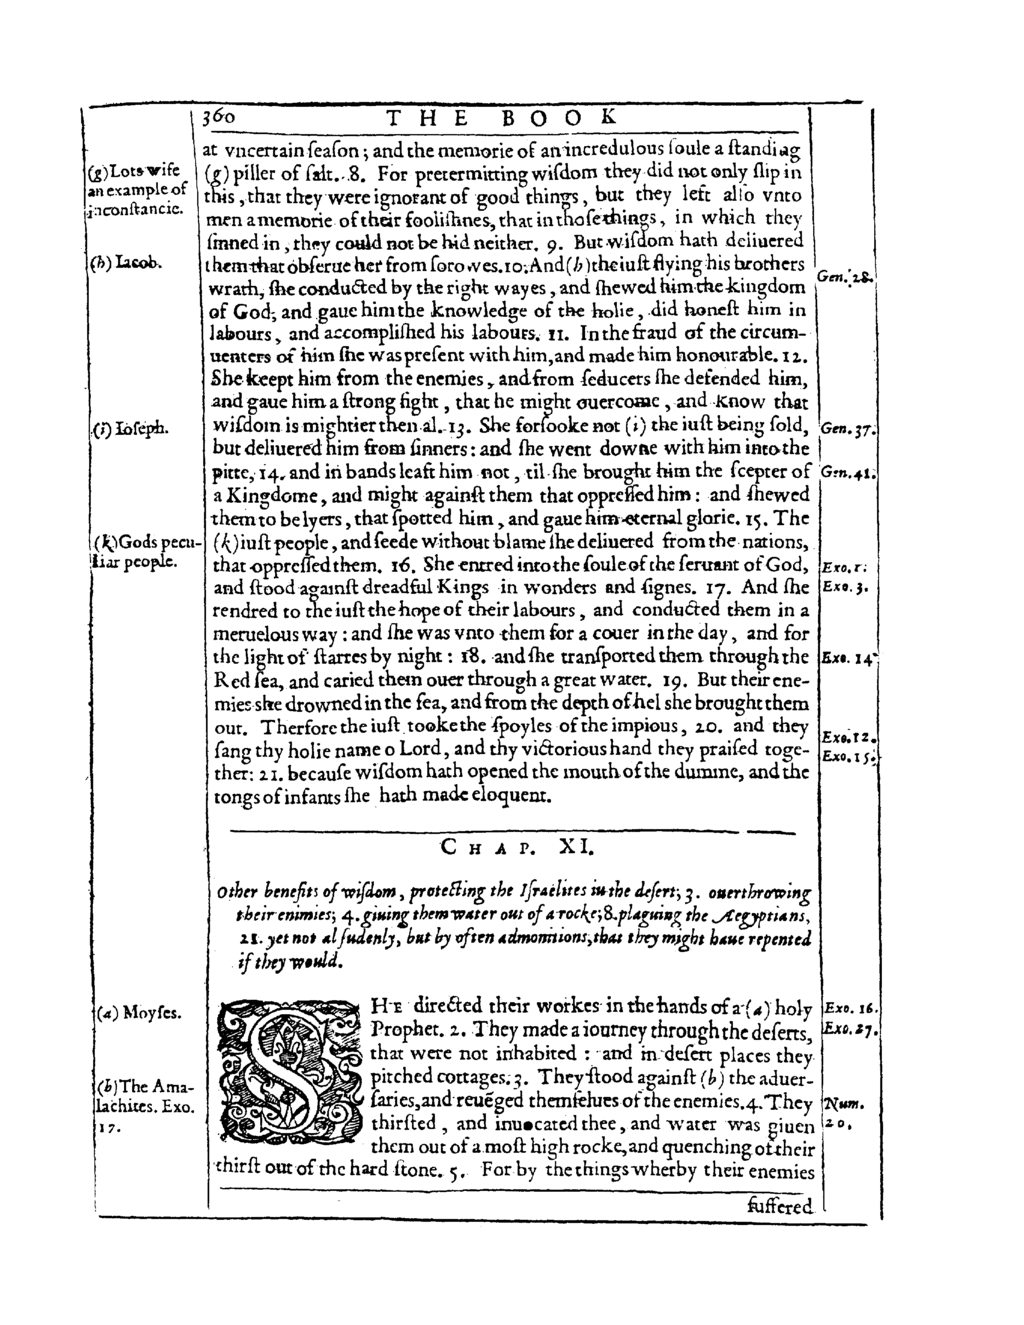 360 THE BOOK
at vncertain ſeaſon; and the memorie of an incredulous ſoule a ſtanding
(g) piller of ſalt. 8. For pretermitting wiſdom they did not only ſlip in
this, that they were ignorant of good things, but they left alſo vnto
men a memorie of their fooliſhnes, that in thoſe things, in which they
ſinned in, they could not be hid neither. 9. But wiſdom hath deliuered
them that obſerue her from ſorowes. 10. And (h) the iuſt flying his brothers
wrath, ſhe conducted by the right wayes, and ſhewed him the kingdom
of God, and gaue him the knowledge of the holie, did honeſt him in
labours, and accompliſhed his labours. 11. In the fraud of the circum-
uenters of him ſhe was preſent with him, and made him honourable. 12.
She keept him from the enemies, and from ſeducers ſhe defended him,
and gaue him a ſtrong fight, that he might ouercome, and know that
wiſdom is mightier then al. 13. She forſooke not (i) the iuſt being ſold,
but deliuered him from ſinners: and ſhe went downe with him into the
pitte, 14. and in bands leaft him not, til ſhe brought him the ſcepter of
a Kingdome, and might againſt them that oppreſſed him: and ſhewed
them to be lyers, that ſpotted him, and gaue him eternal glorie. 15. The
(k) iuſt people, and ſeede without blame ſhe deliuered from the nations,
that oppreſſed them. 16. She entred into the ſoule of the ſeruant of God,
and ſtood againſt dreadful Kings in wonders and ſignes. 17. And ſhe
rendred to the iuſt the hope of their labours, and conducted them in a
meruelous way: and ſhe was vnto them for a couer in the day, and for
the light of ſtarres by night: 18. and ſhe tranſported them through the
Red ſea, and caried them ouer through a great water. 19. But their ene-
mies she drowned in the ſea, and from the depth of hel she brought them
out. Therfore the iuſt tooke the ſpoyles of the impious, 20. and they
ſang thy holie name o Lord, and thy victorious hand they praiſed toge-
ther: 21. becauſe wiſdom hath opened the mouth of the dumme, and the
tongs of infants ſhe hath made eloquent.
(g) Lots wife
an example of
inconſtancie.
(h) Iacob.
(i) Ioſeph.
(k) Gods pecu-
liar people.
Gen. 28.
Gen. 37.
Gen. 41.
Exo. 1.
Exo. 3.
Exo. 14
Exo. 12.
Exo. 15.
CHAP. XI.
Other benefits of wiſdom, protecting the Iſraelites in the deſert; 3. ouerthrowing
their enimies; 4. giuing them water out of a rocke; 8. plaguing the Aegyptians,
21. yet not al ſudenly, but by often admonitions, that they might haue repented
if they would.
SHE directed their workes in the hands of a (a) holy
Prophet. 2. They made a iourney through the deſerts,
that were not inhabited: and in deſert places they
pitched cottages. 3. They ſtood againſt (b) the aduer-
ſaries, and reuēged themſelues of the enemies. 4. They
thirſted, and inuocated thee, and water was giuen
them out of a moſt high rocke, and quenching of their
thirſt out of the hard ſtone. 5. For by the things wherby their enemies
ſuffered
(a) Moyſes.
(b) The Ama-
lachites. Exo.
17.
Exo. 16.
Exo. 17.
Num.
20.